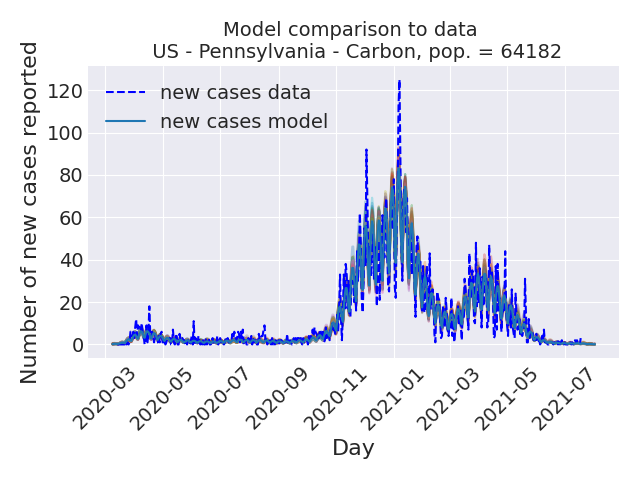 Model comparison to data
US - Pennsylvania - Carbon, pop. = 64182
Number of new cases reported
120
100
80
60
40
20
0
new cases data
new cases model
2020-03
2020-05
2020-07
2020-09
2020-11
2021-01
2021-03
2021-05
2021-07
Day